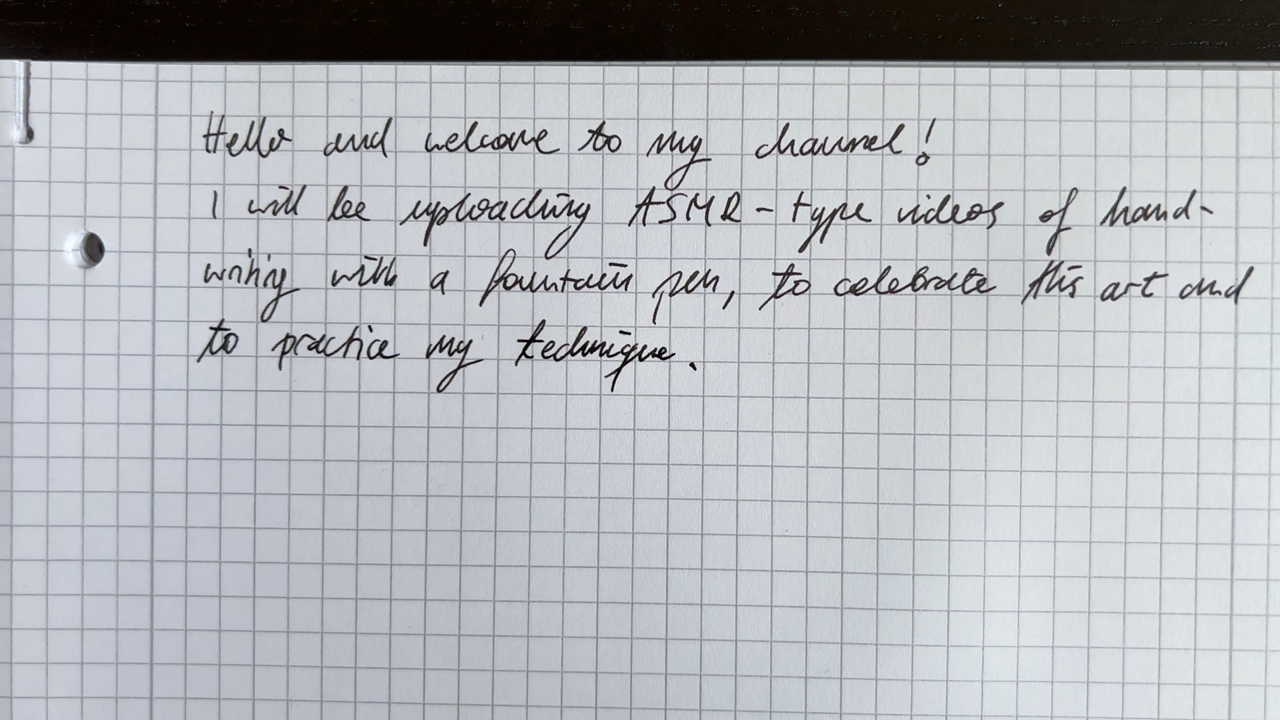 Hello and welcome to my channel!
I will be uploading ASMR-type videos of hand-
writing with a fountain pen, to celebrate this art and
to practice my technique.